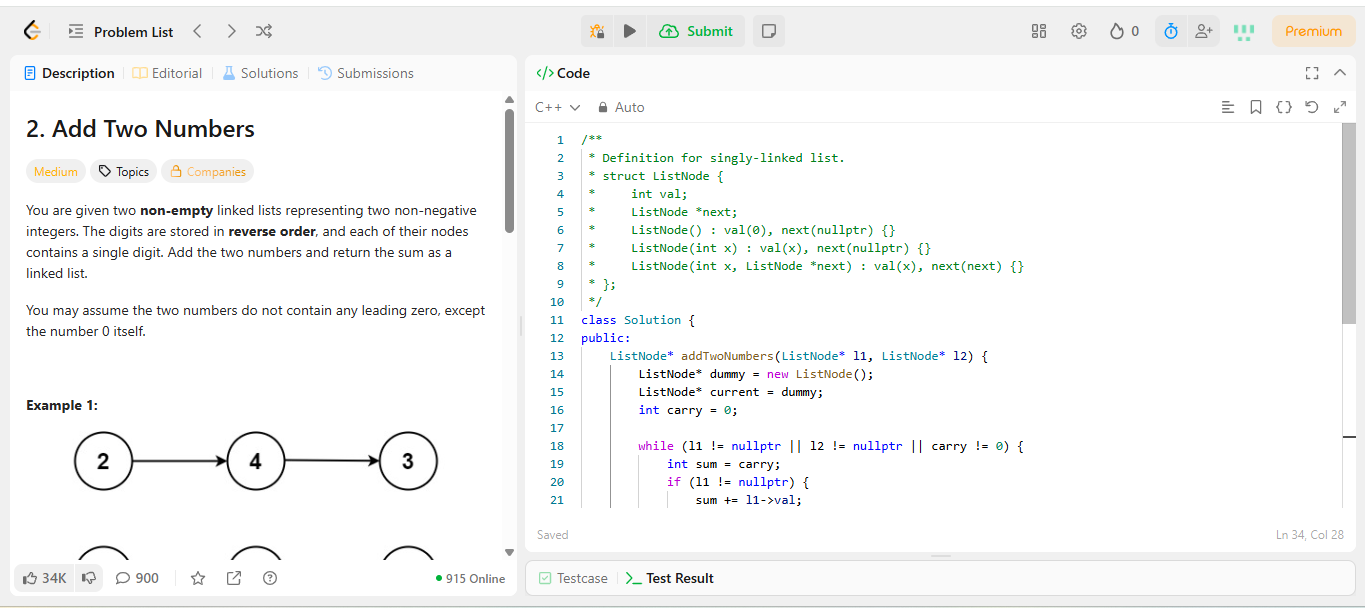 Problem List
Submit
0
Premium
Description
Editorial
Solutions
Submissions
2. Add Two Numbers
Medium
Topics
Companies
You are given two non-empty linked lists representing two non-negative
integers. The digits are stored in reverse order, and each of their nodes
contains a single digit. Add the two numbers and return the sum as a
linked list.
You may assume the two numbers do not contain any leading zero, except
the number 0 itself.
Example 1:
2
4
3
34K
900
915 Online
</> Code
C++
Auto
1 /**
2  * Definition for singly-linked list.
3  * struct ListNode {
4  *     int val;
5  *     ListNode *next;
6  *     ListNode() : val(0), next(nullptr) {}
7  *     ListNode(int x) : val(x), next(nullptr) {}
8  *     ListNode(int x, ListNode *next) : val(x), next(next) {}
9  * };
10  */
11 class Solution {
12 public:
13     ListNode* addTwoNumbers(ListNode* l1, ListNode* l2) {
14         ListNode* dummy = new ListNode();
15         ListNode* current = dummy;
16         int carry = 0;
17
18         while (l1 != nullptr || l2 != nullptr || carry != 0) {
19             int sum = carry;
20             if (l1 != nullptr) {
21                 sum += l1->val;
Saved
Ln 34, Col 28
Testcase
Test Result